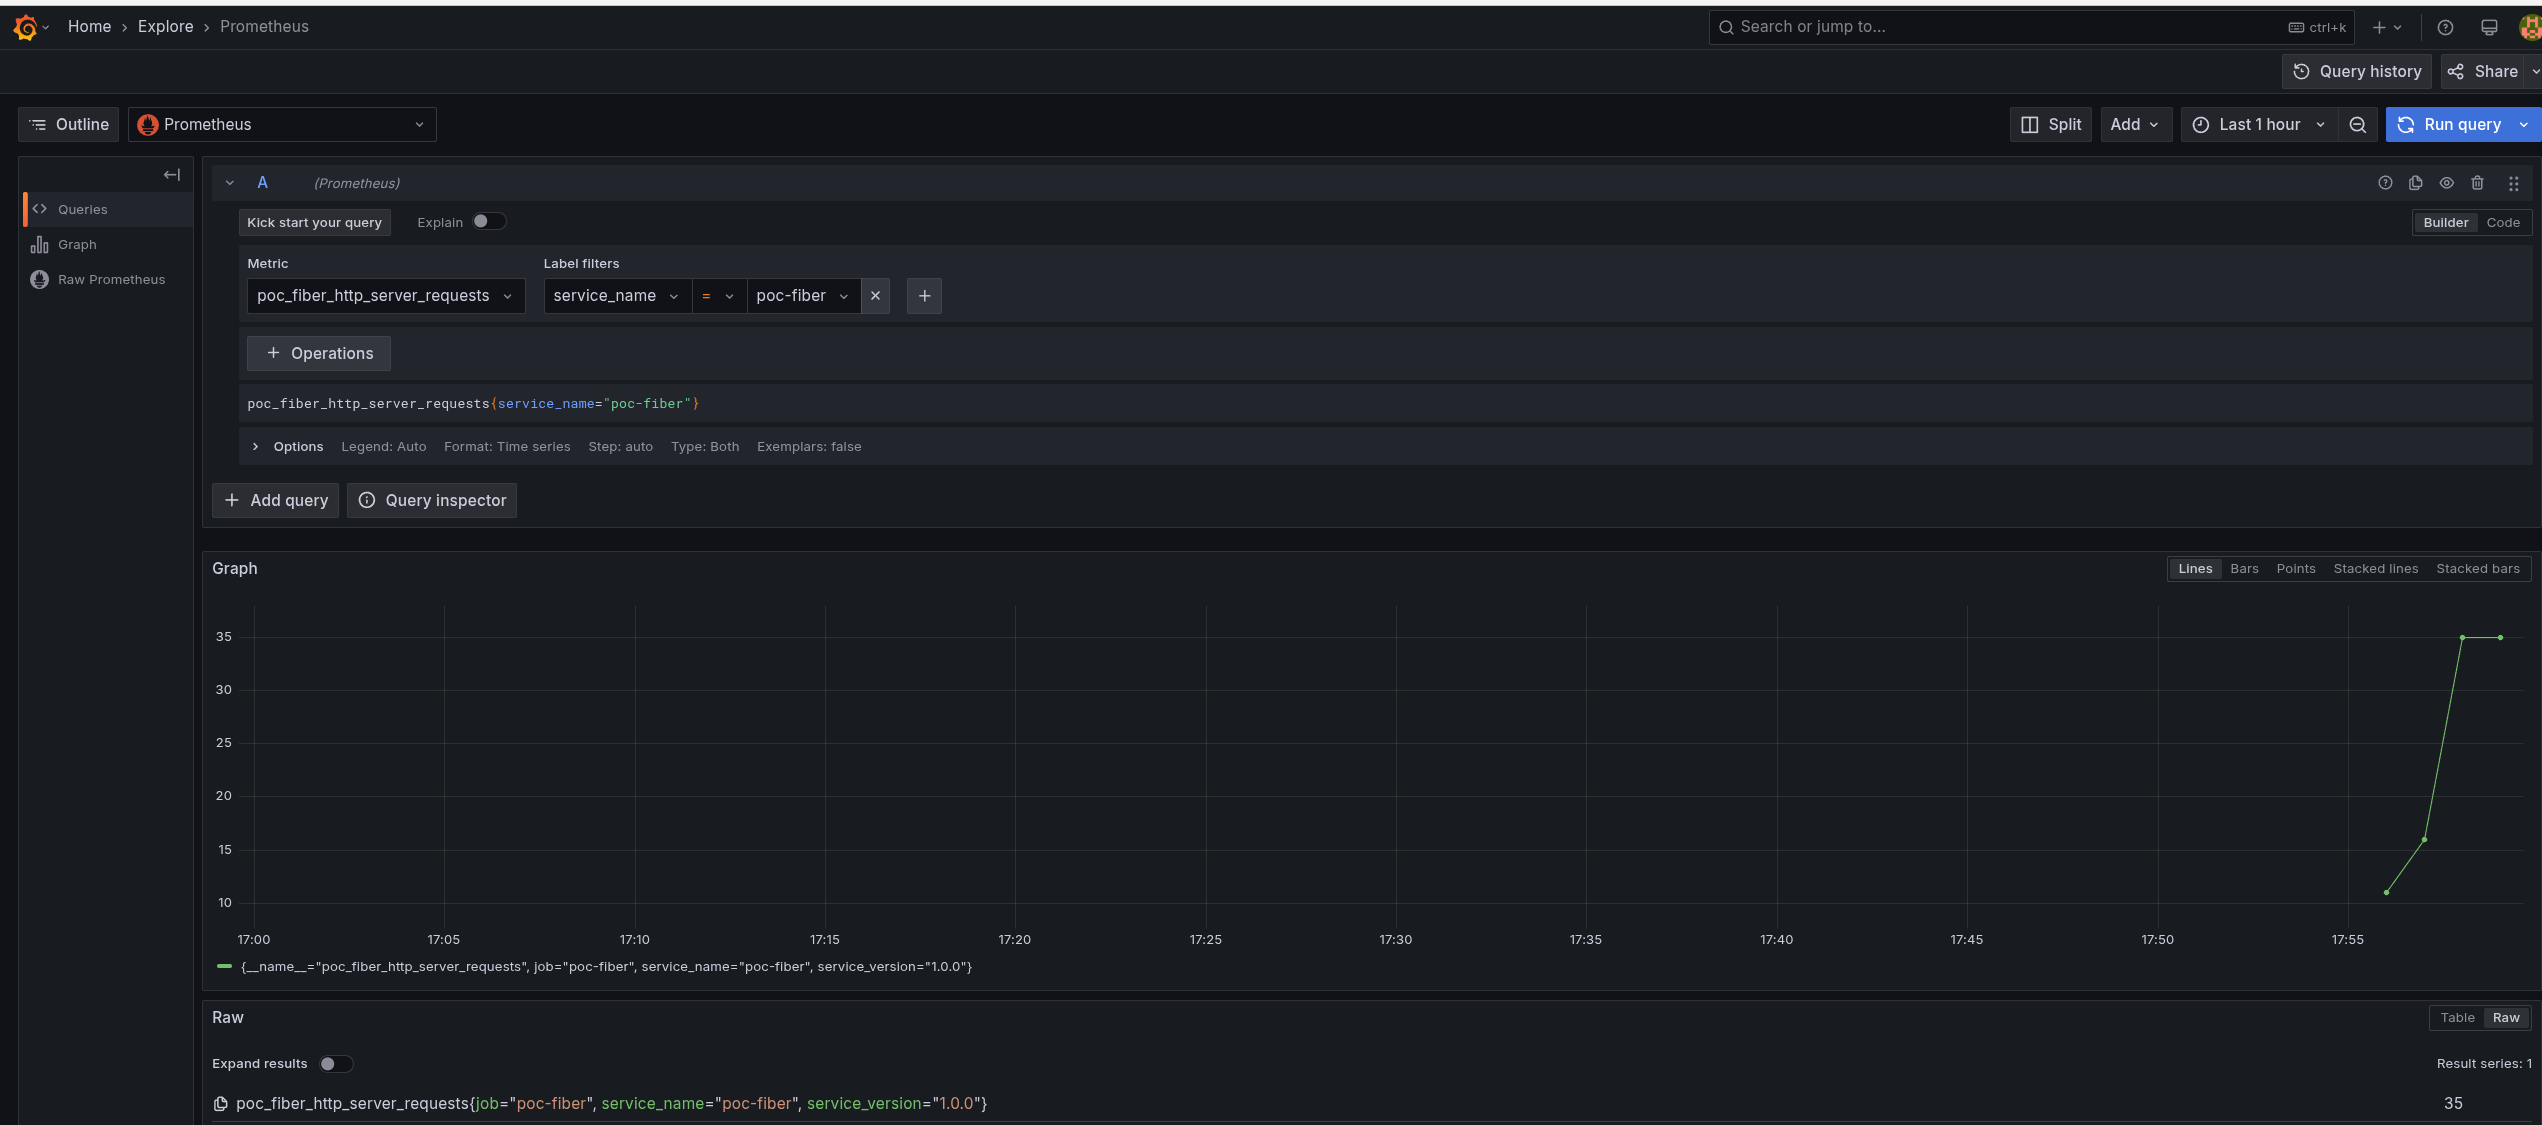 Home › Explore › Prometheus
Search or jump to...
ctrl+k
Query history
Share
Outline
Prometheus
Split
Add
Last 1 hour
Run query
Queries
Graph
Raw Prometheus
A (Prometheus)
Kick start your query
Explain
Builder
Code
Metric
Label filters
poc_fiber_http_server_requests
service_name
=
poc-fiber
+ Operations
poc_fiber_http_server_requests{service_name="poc-fiber"}
Options Legend: Auto Format: Time series Step: auto Type: Both Exemplars: false
+ Add query
Query inspector
Graph
Lines Bars Points Stacked lines Stacked bars
35
30
25
20
15
10
17:00 17:05 17:10 17:15 17:20 17:25 17:30 17:35 17:40 17:45 17:50 17:55
{__name__="poc_fiber_http_server_requests", job="poc-fiber", service_name="poc-fiber", service_version="1.0.0"}
Raw
Table Raw
Expand results
Result series: 1
poc_fiber_http_server_requests{job="poc-fiber", service_name="poc-fiber", service_version="1.0.0"}
35